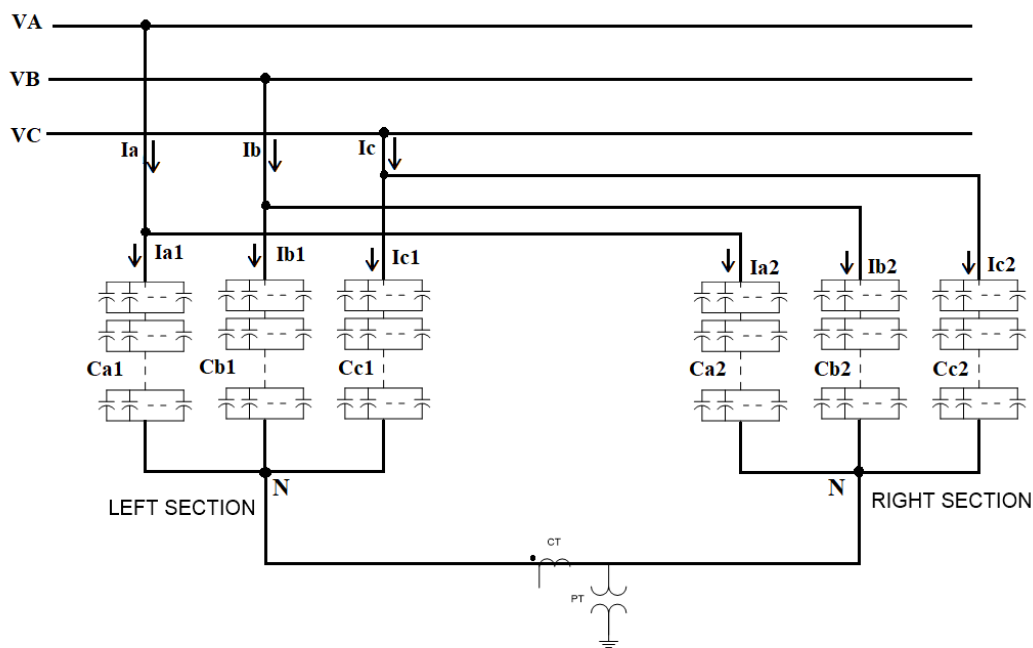 VA
VB
VC
Ia
Ib
Ic
Ia1
Ib1
Ic1
Ia2
Ib2
Ic2
Ca1
Cb1
Cc1
Ca2
Cb2
Cc2
N
N
LEFT SECTION
RIGHT SECTION
CT
PT